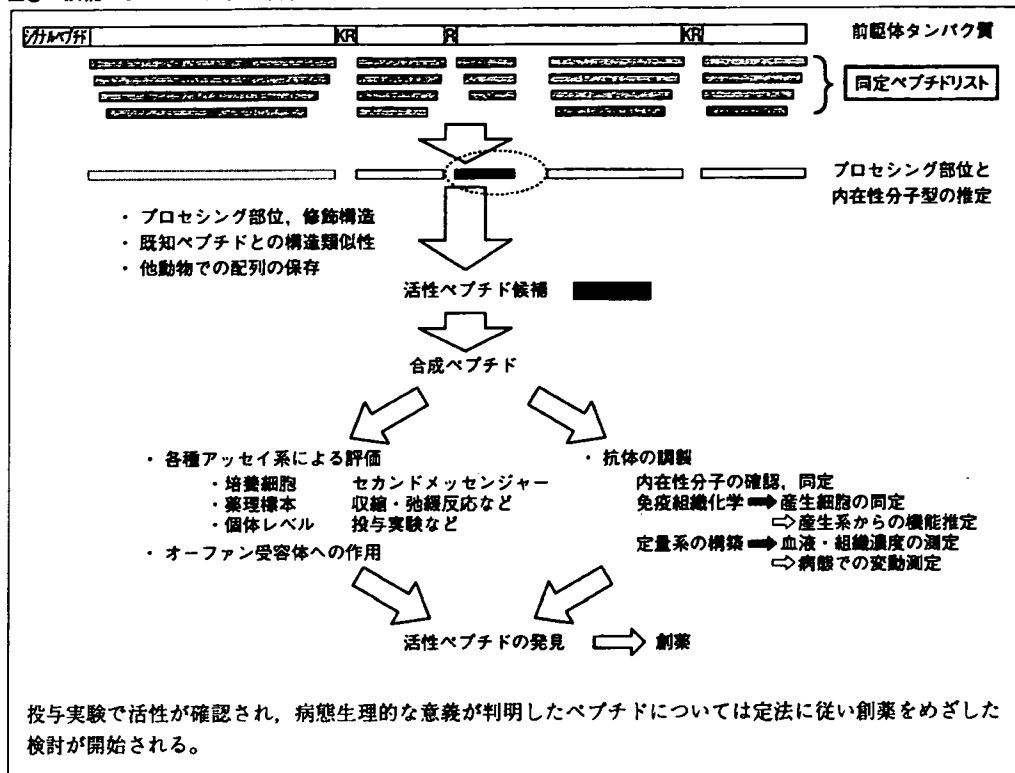 シグナルペプチド KR R KR 前駆体タンパク質
同定ペプチドリスト
プロセシング部位と
内在性分子型の推定
・ プロセシング部位，修飾構造
・ 既知ペプチドとの構造類似性
・ 他動物での配列の保存
活性ペプチド候補
合成ペプチド
・ 各種アッセイ系による評価
・培養細胞 セカンドメッセンジャー
・薬理標本 収縮・弛緩反応など
・個体レベル 投与実験など
・ オーファン受容体への作用
・ 抗体の調製
内在性分子の確認，同定
免疫組織化学 ➡ 産生細胞の同定
⇨ 産生系からの機能推定
定量系の構築 ➡ 血液・組織濃度の測定
⇨ 病態での変動測定
活性ペプチドの発見 ⇨ 創薬
投与実験で活性が確認され，病態生理的な意義が判明したペプチドについては定法に従い創薬をめざした
検討が開始される。